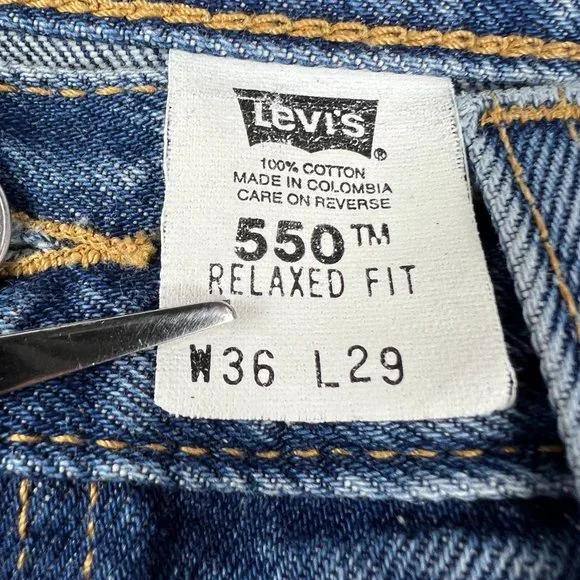 Levi's ®
100% COTTON
MADE IN COLOMBIA
CARE ON REVERSE
550™
RELAXED FIT
W36 L29